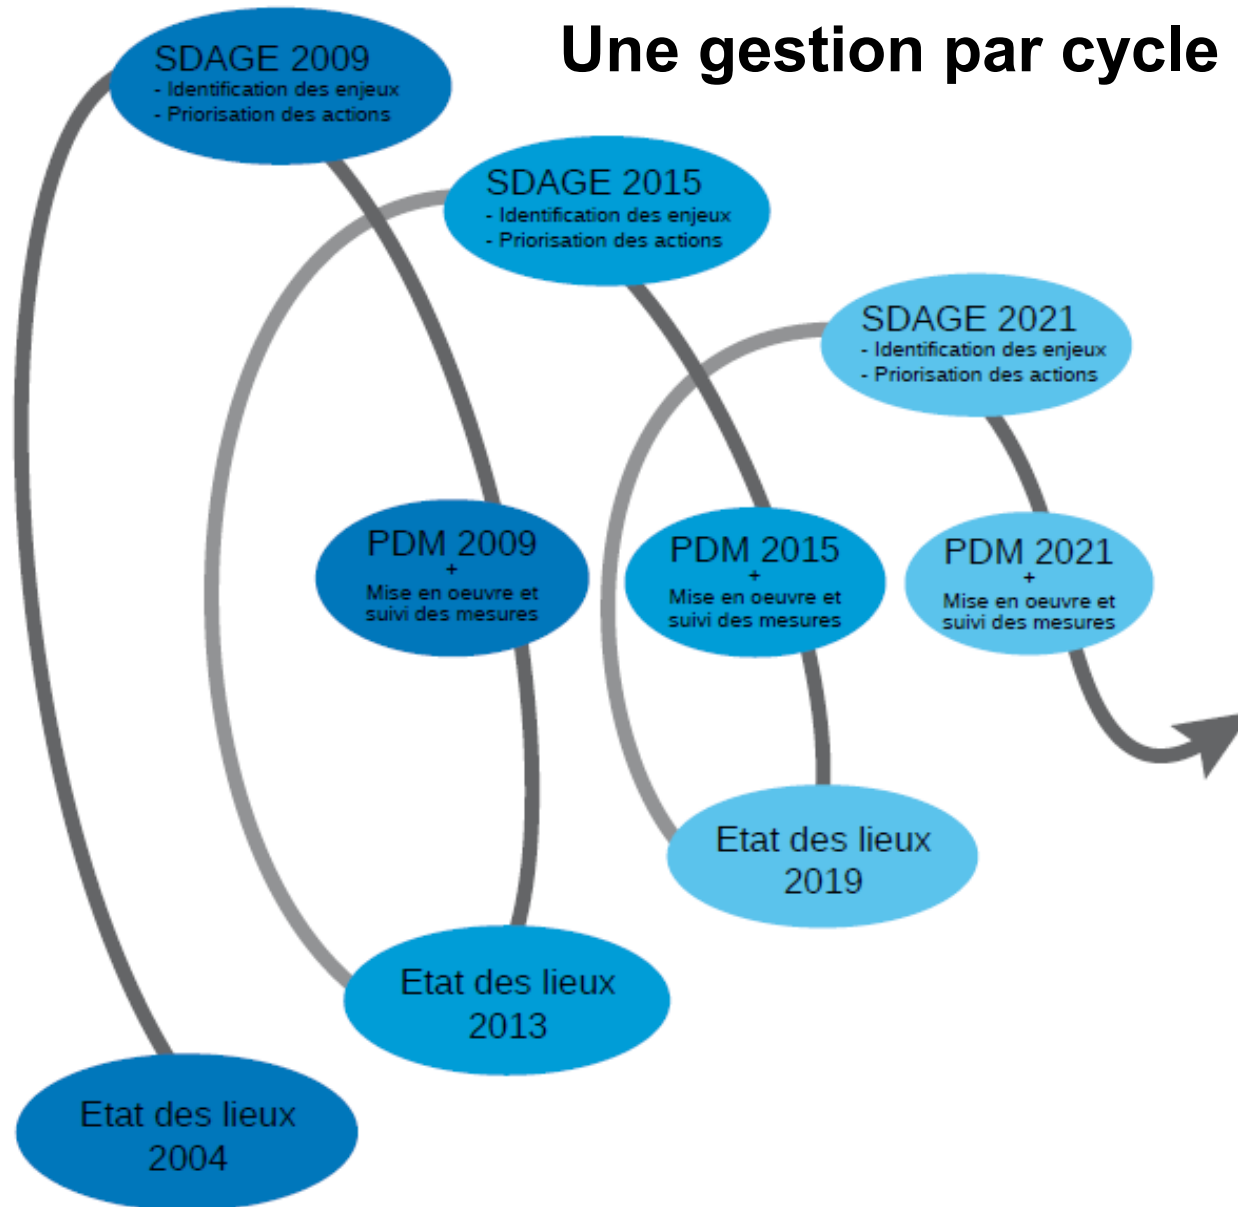 Une gestion par cycle
SDAGE 2009
- Identification des enjeux
- Priorisation des actions
SDAGE 2015
- Identification des enjeux
- Priorisation des actions
SDAGE 2021
- Identification des enjeux
- Priorisation des actions
PDM 2009
+
Mise en oeuvre et
suivi des mesures
PDM 2015
+
Mise en oeuvre et
suivi des mesures
PDM 2021
+
Mise en oeuvre et
suivi des mesures
Etat des lieux
2019
Etat des lieux
2013
Etat des lieux
2004